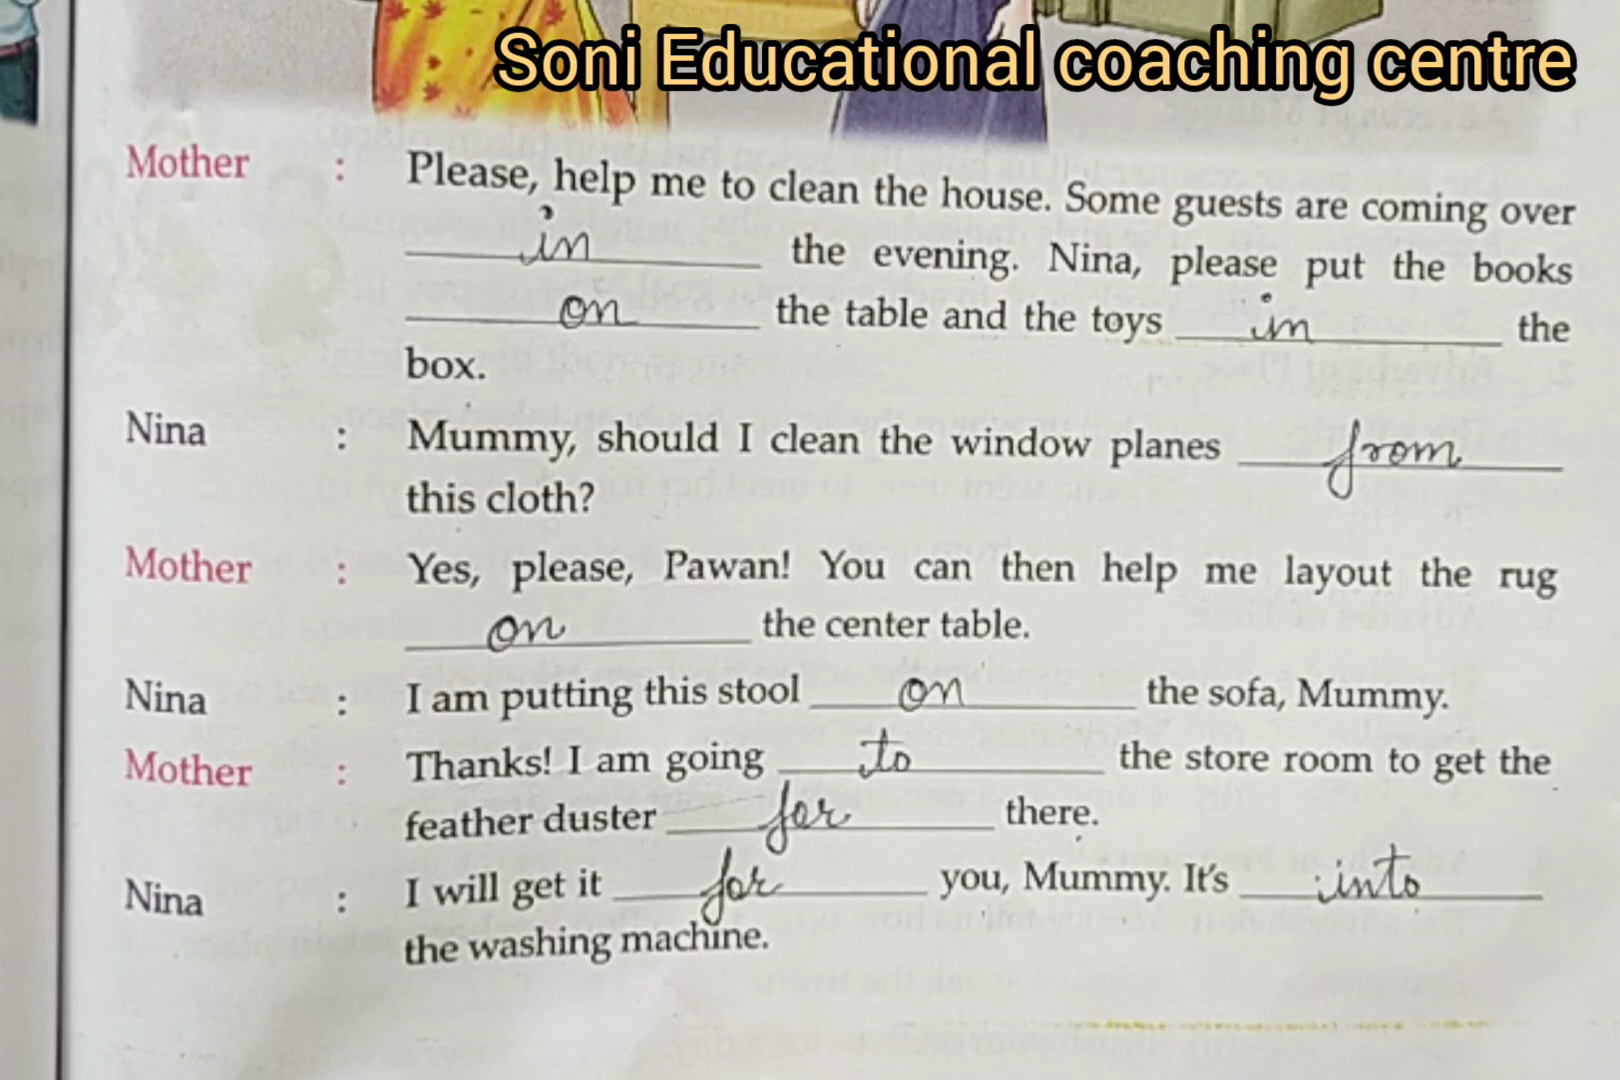 Soni Educational coaching centre
Mother : Please, help me to clean the house. Some guests are coming over
in the evening. Nina, please put the books
on the table and the toys in the
box.
Nina : Mummy, should I clean the window planes from
this cloth?
Mother : Yes, please, Pawan! You can then help me layout the rug
on the center table.
Nina : I am putting this stool on the sofa, Mummy.
Mother : Thanks! I am going to the store room to get the
feather duster for there.
Nina : I will get it for you, Mummy. It's into
the washing machine.